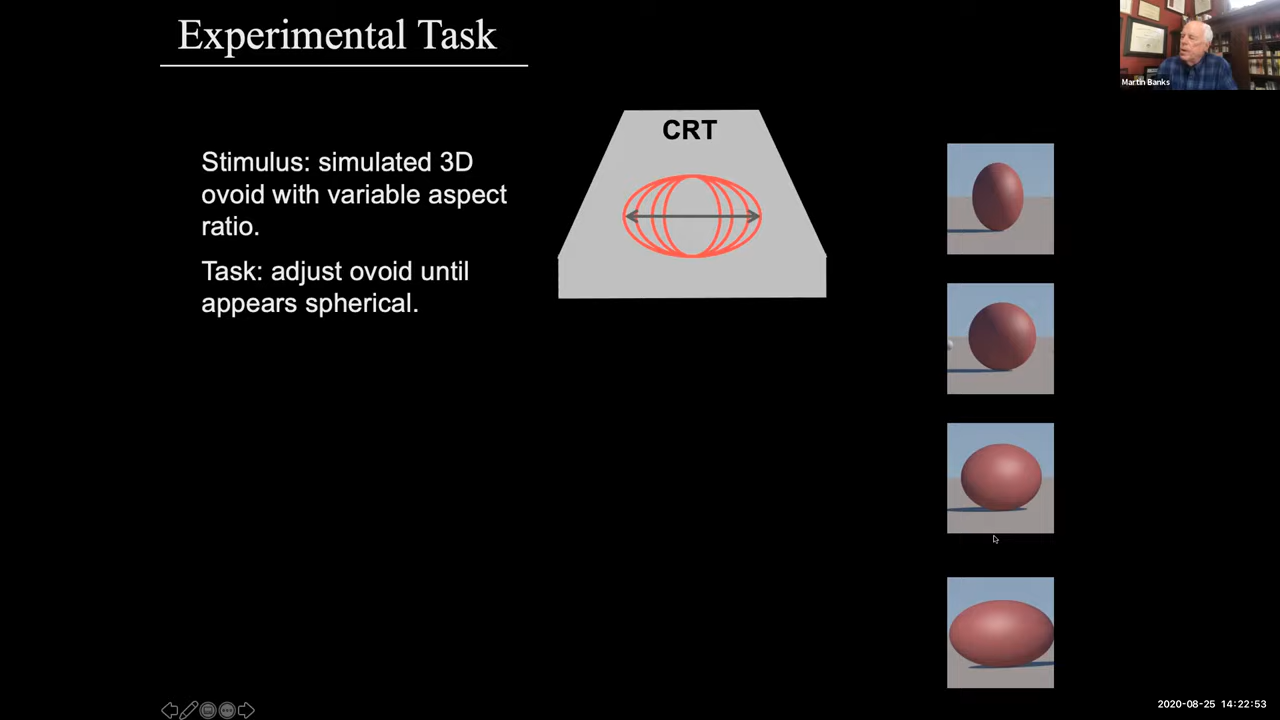 Experimental Task
Martin Banks
CRT
Stimulus: simulated 3D
ovoid with variable aspect
ratio.
Task: adjust ovoid until
appears spherical.
2020-08-25 14:22:53